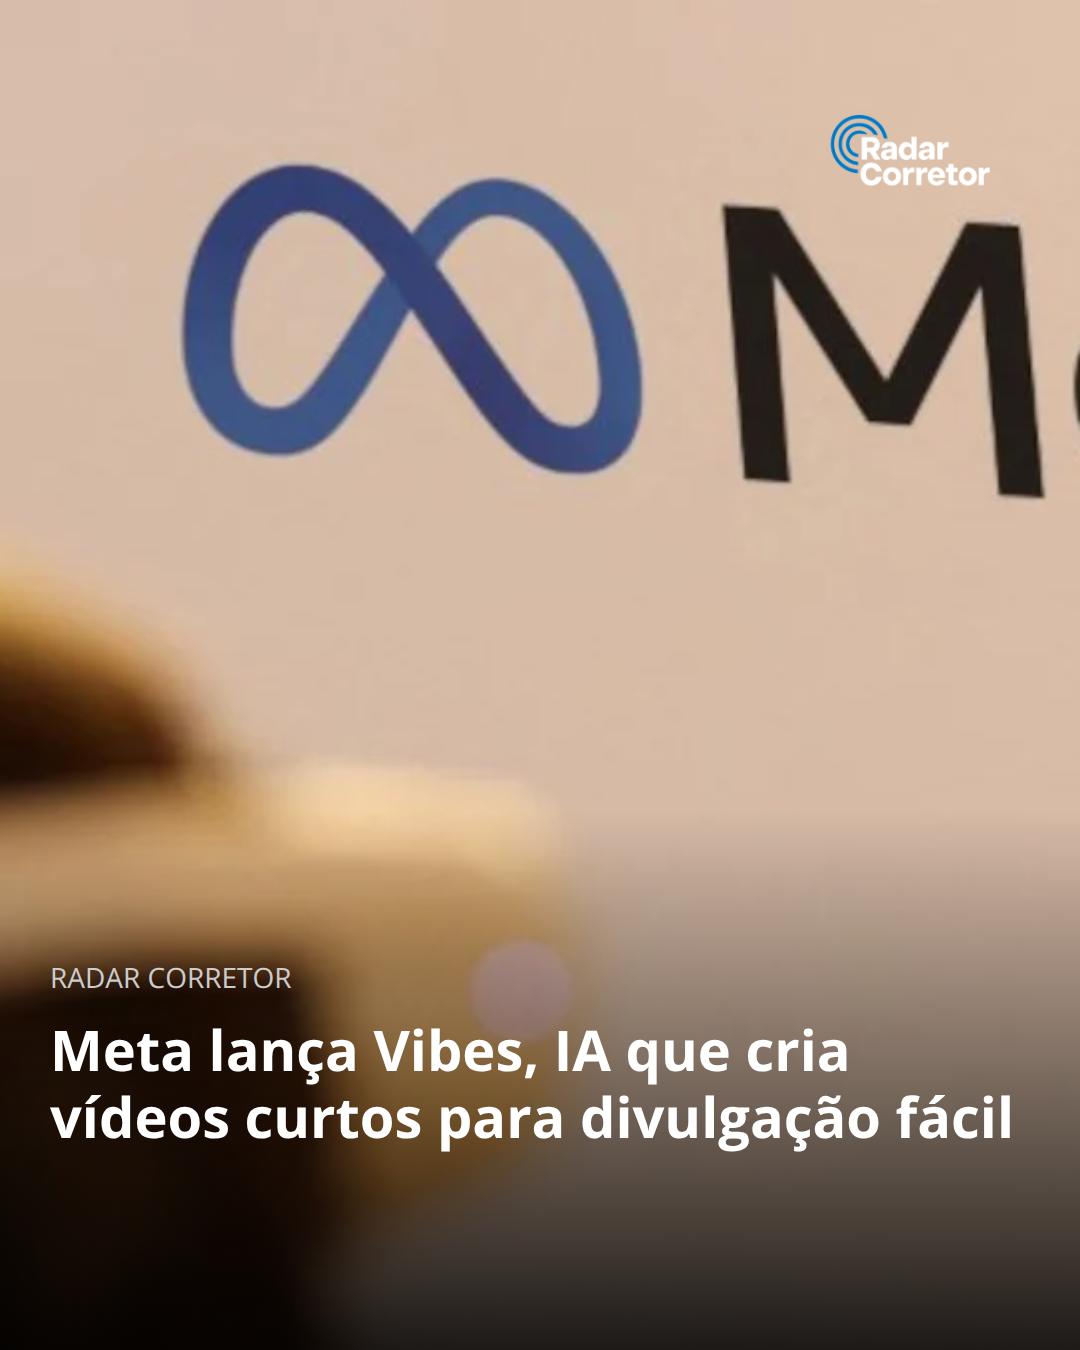 Radar
Corretor
M
RADAR CORRETOR
Meta lança Vibes, IA que cria
vídeos curtos para divulgação fácil